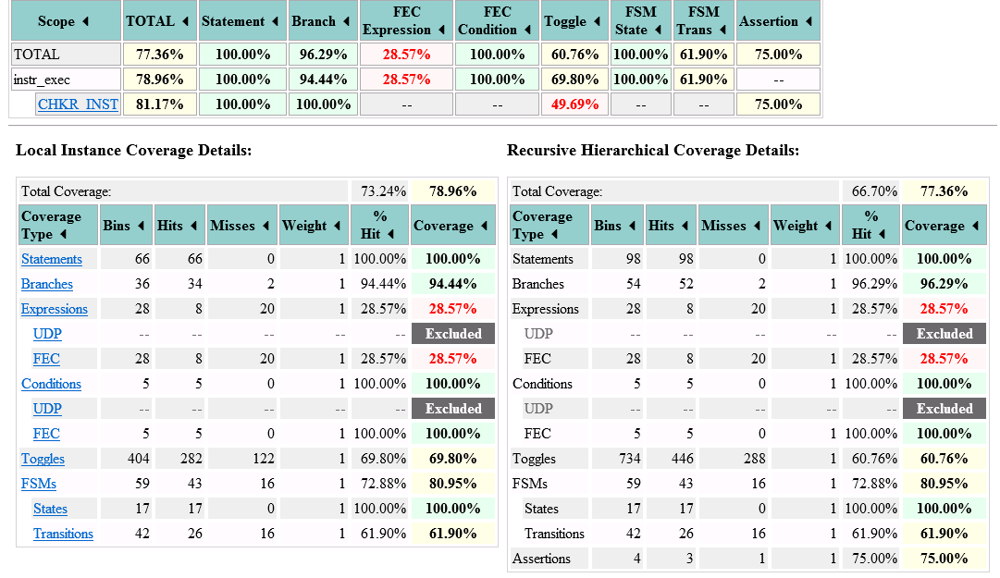 Scope TOTAL Statement Branch FEC Expression FEC Condition Toggle FSM State FSM Trans Assertion
TOTAL 77.36% 100.00% 96.29% 28.57% 100.00% 60.76% 100.00% 61.90% 75.00%
instr_exec 78.96% 100.00% 94.44% 28.57% 100.00% 69.80% 100.00% 61.90% --
CHKR_INST 81.17% 100.00% 100.00% -- -- 49.69% -- -- 75.00%
Local Instance Coverage Details:
Total Coverage: 73.24% 78.96%
Coverage Type Bins Hits Misses Weight % Hit Coverage
Statements 66 66 0 1 100.00% 100.00%
Branches 36 34 2 1 94.44% 94.44%
Expressions 28 8 20 1 28.57% 28.57%
UDP -- -- -- -- -- Excluded
FEC 28 8 20 1 28.57% 28.57%
Conditions 5 5 0 1 100.00% 100.00%
UDP -- -- -- -- -- Excluded
FEC 5 5 0 1 100.00% 100.00%
Toggles 404 282 122 1 69.80% 69.80%
FSMs 59 43 16 1 72.88% 80.95%
States 17 17 0 1 100.00% 100.00%
Transitions 42 26 16 1 61.90% 61.90%
Recursive Hierarchical Coverage Details:
Total Coverage: 66.70% 77.36%
Coverage Type Bins Hits Misses Weight % Hit Coverage
Statements 98 98 0 1 100.00% 100.00%
Branches 54 52 2 1 96.29% 96.29%
Expressions 28 8 20 1 28.57% 28.57%
UDP -- -- -- -- -- Excluded
FEC 28 8 20 1 28.57% 28.57%
Conditions 5 5 0 1 100.00% 100.00%
UDP -- -- -- -- -- Excluded
FEC 5 5 0 1 100.00% 100.00%
Toggles 734 446 288 1 60.76% 60.76%
FSMs 59 43 16 1 72.88% 80.95%
States 17 17 0 1 100.00% 100.00%
Transitions 42 26 16 1 61.90% 61.90%
Assertions 4 3 1 1 75.00% 75.00%